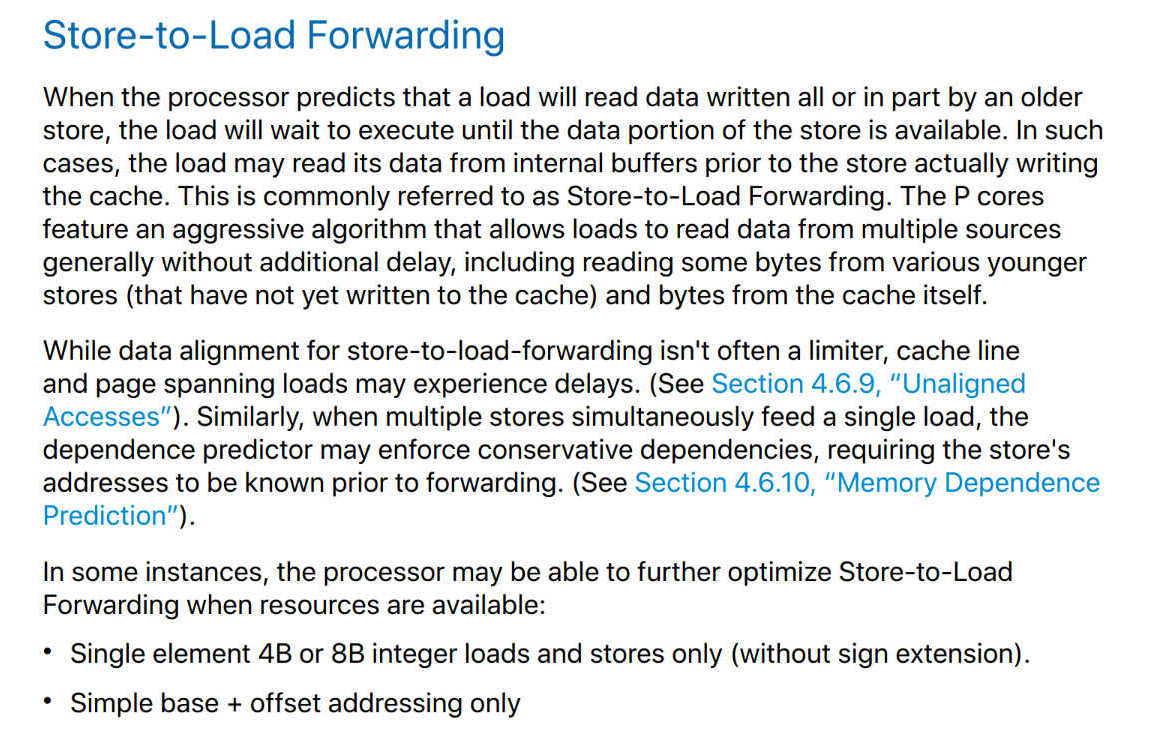 Store-to-Load Forwarding
When the processor predicts that a load will read data written all or in part by an older
store, the load will wait to execute until the data portion of the store is available. In such
cases, the load may read its data from internal buffers prior to the store actually writing
the cache. This is commonly referred to as Store-to-Load Forwarding. The P cores
feature an aggressive algorithm that allows loads to read data from multiple sources
generally without additional delay, including reading some bytes from various younger
stores (that have not yet written to the cache) and bytes from the cache itself.
While data alignment for store-to-load-forwarding isn't often a limiter, cache line
and page spanning loads may experience delays. (See Section 4.6.9, “Unaligned
Accesses”). Similarly, when multiple stores simultaneously feed a single load, the
dependence predictor may enforce conservative dependencies, requiring the store's
addresses to be known prior to forwarding. (See Section 4.6.10, “Memory Dependence
Prediction”).
In some instances, the processor may be able to further optimize Store-to-Load
Forwarding when resources are available:
• Single element 4B or 8B integer loads and stores only (without sign extension).
• Simple base + offset addressing only